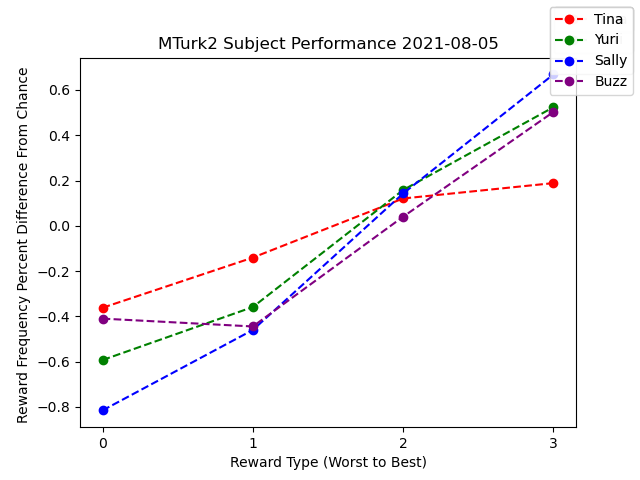 MTurk2 Subject Performance 2021-08-05
Tina
Yuri
Sally
Buzz
Reward Frequency Percent Difference From Chance
0.6
0.4
0.2
0.0
−0.2
−0.4
−0.6
−0.8
0 1 2 3
Reward Type (Worst to Best)